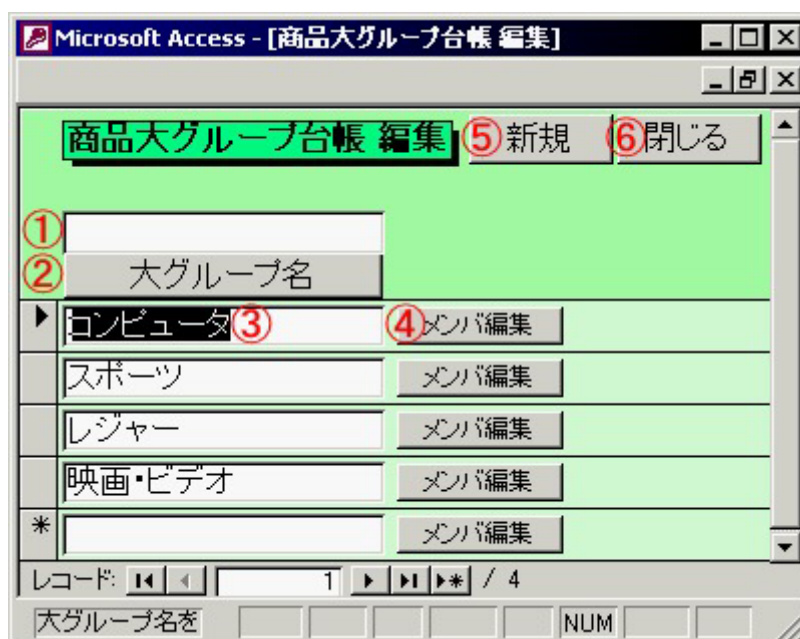 Microsoft Access - [商品大グループ台帳 編集]
商品大グループ台帳 編集 ⑤新規 ⑥閉じる
①
②大グループ名
コンピュータ③ ④メンバ編集
スポーツ メンバ編集
レジャー メンバ編集
映画・ビデオ メンバ編集
* メンバ編集
レコード: 1 / 4
大グループ名を NUM